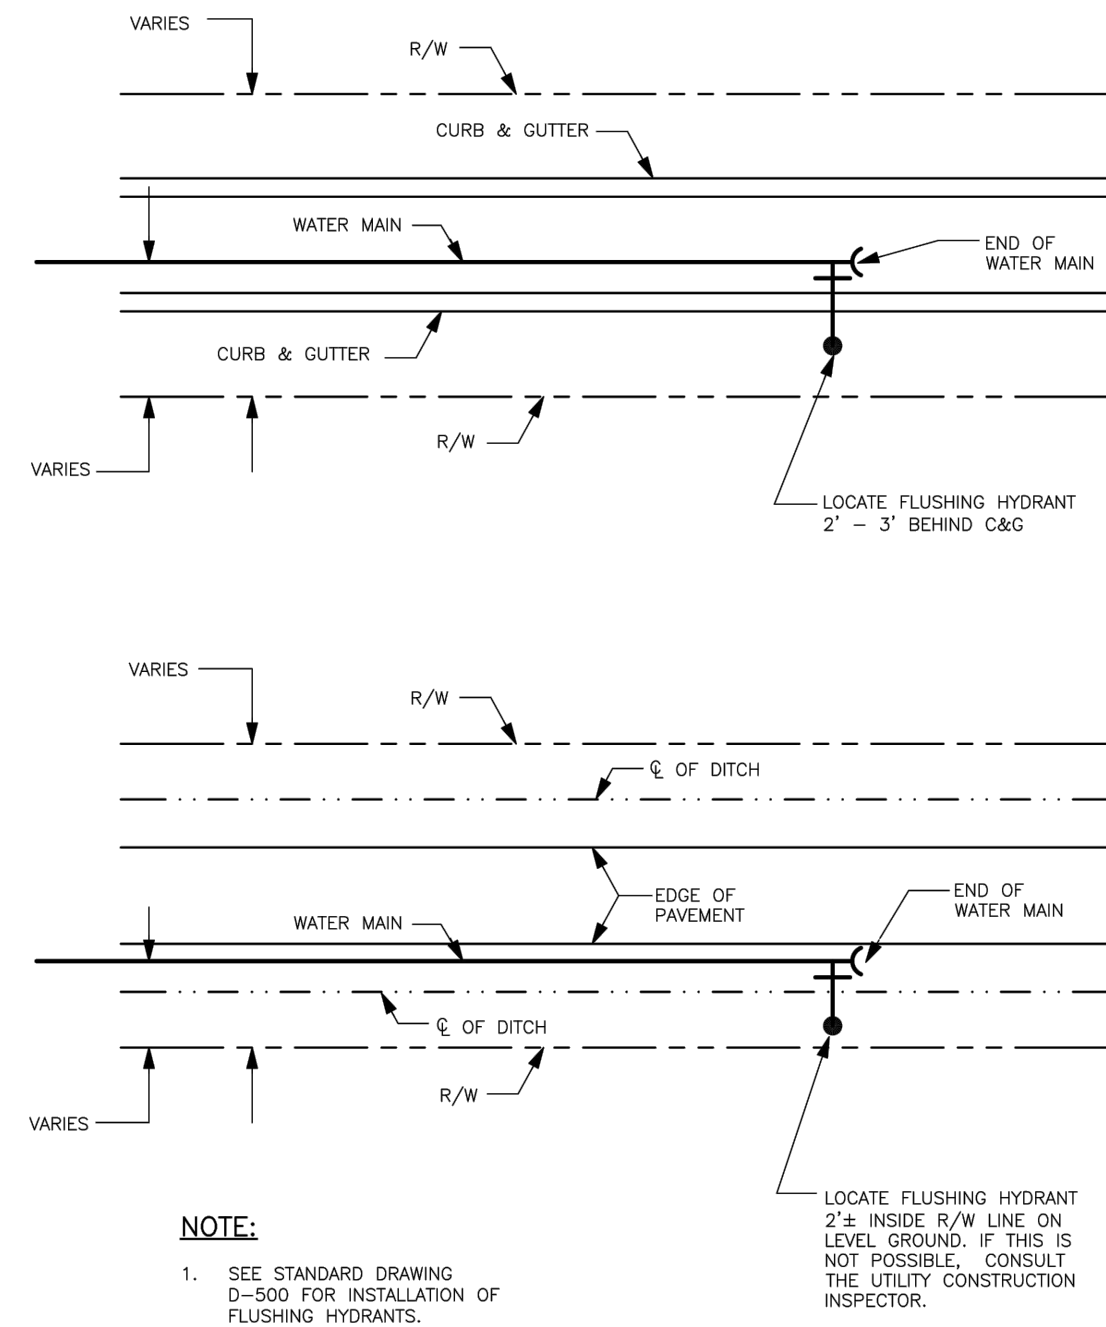 VARIES
R/W
CURB & GUTTER
WATER MAIN
END OF
WATER MAIN
CURB & GUTTER
R/W
VARIES
LOCATE FLUSHING HYDRANT
2' – 3' BEHIND C&G
VARIES
R/W
℄ OF DITCH
EDGE OF
PAVEMENT
END OF
WATER MAIN
WATER MAIN
℄ OF DITCH
R/W
VARIES
LOCATE FLUSHING HYDRANT
2'± INSIDE R/W LINE ON
LEVEL GROUND. IF THIS IS
NOT POSSIBLE, CONSULT
THE UTILITY CONSTRUCTION
INSPECTOR.
NOTE:
1. SEE STANDARD DRAWING
D–500 FOR INSTALLATION OF
FLUSHING HYDRANTS.